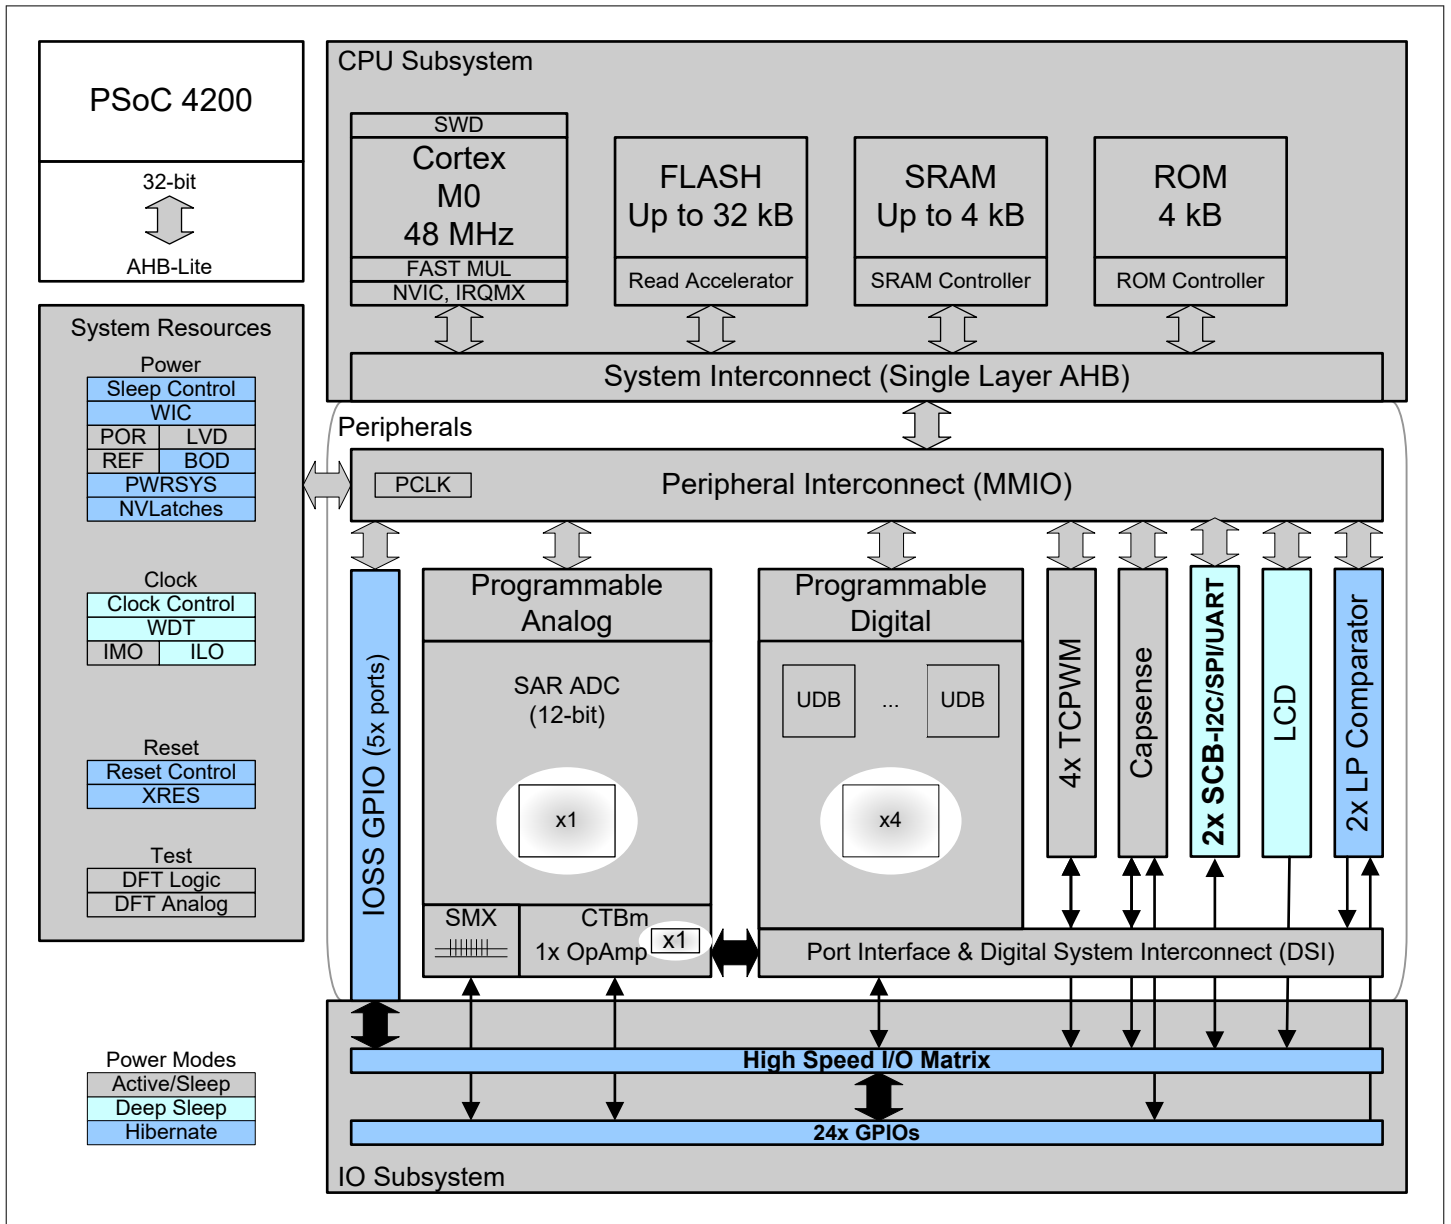 PSoC 4200
32-bit
AHB-Lite
CPU Subsystem
SWD
Cortex
M0
48 MHz
FAST MUL
NVIC, IRQMX
FLASH
Up to 32 kB
Read Accelerator
SRAM
Up to 4 kB
SRAM Controller
ROM
4 kB
ROM Controller
System Interconnect (Single Layer AHB)
System Resources
Power
Sleep Control
WIC
POR LVD
REF BOD
PWRSYS
NVLatches
Clock
Clock Control
WDT
IMO ILO
Reset
Reset Control
XRES
Test
DFT Logic
DFT Analog
Peripherals
PCLK
Peripheral Interconnect (MMIO)
IOSS GPIO (5x ports)
Programmable
Analog
SAR ADC
(12-bit)
x1
SMX
CTBm
1x OpAmp
x1
Programmable
Digital
UDB ... UDB
x4
4x TCPWM
Capsense
2x SCB-I2C/SPI/UART
LCD
2x LP Comparator
Port Interface & Digital System Interconnect (DSI)
High Speed I/O Matrix
24x GPIOs
IO Subsystem
Power Modes
Active/Sleep
Deep Sleep
Hibernate